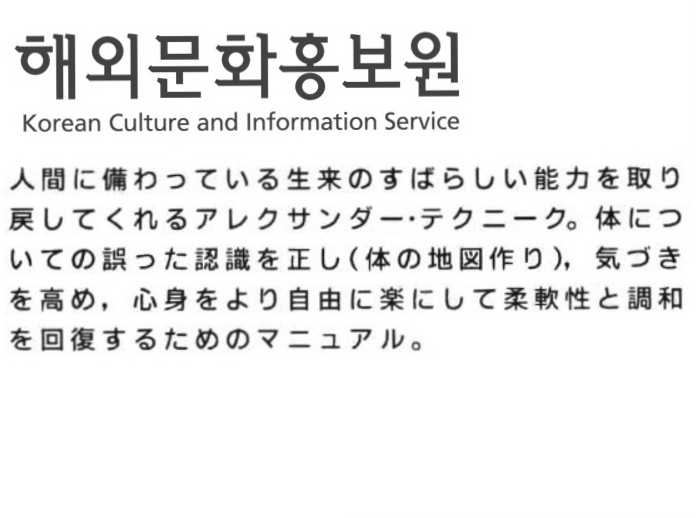 해외문화홍보원
Korean Culture and Information Service
人間に備わっている生来のすばらしい能力を取り
戻してくれるアレクサンダー・テクニーク。体につ
いての誤った認識を正し(体の地図作り)，気づき
を高め，心身をより自由に楽にして柔軟性と調和
を回復するためのマニュアル。